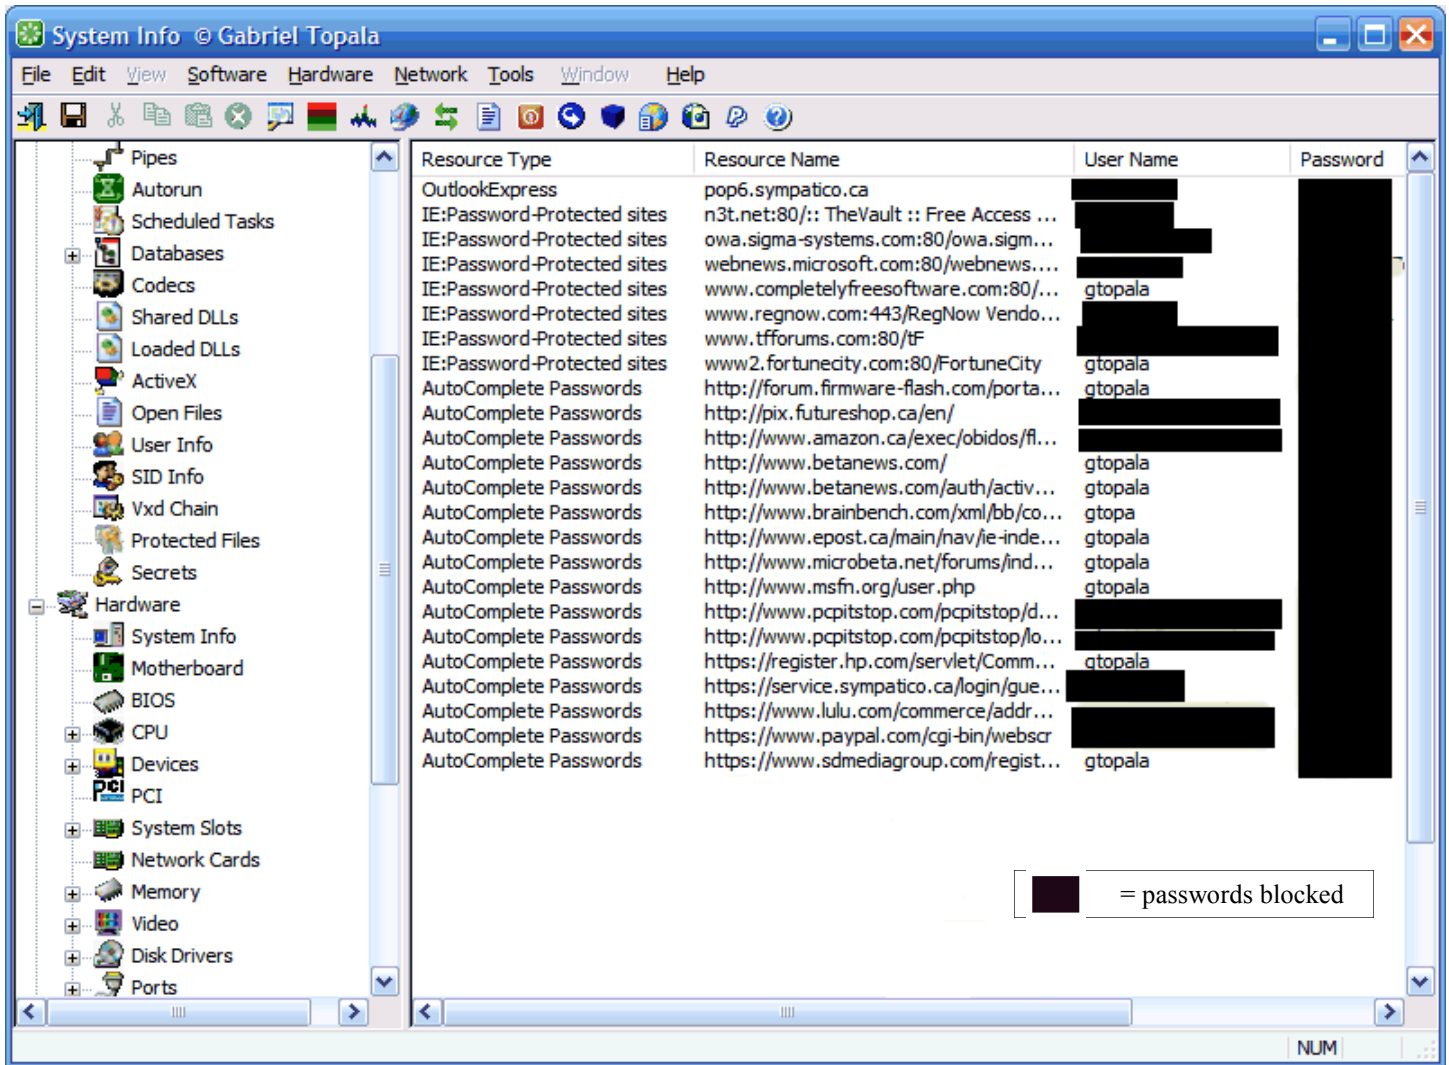 System Info © Gabriel Topala
File Edit View Software Hardware Network Tools Window Help
Pipes
Autorun
Scheduled Tasks
Databases
Codecs
Shared DLLs
Loaded DLLs
ActiveX
Open Files
User Info
SID Info
Vxd Chain
Protected Files
Secrets
Hardware
System Info
Motherboard
BIOS
CPU
Devices
PCI PCI
System Slots
Network Cards
Memory
Video
Disk Drivers
Ports
Resource Type Resource Name User Name Password
OutlookExpress pop6.sympatico.ca
IE:Password-Protected sites n3t.net:80/:: TheVault :: Free Access ...
IE:Password-Protected sites owa.sigma-systems.com:80/owa.sigm...
IE:Password-Protected sites webnews.microsoft.com:80/webnews....
IE:Password-Protected sites www.completelyfreesoftware.com:80/... gtopala
IE:Password-Protected sites www.regnow.com:443/RegNow Vendo...
IE:Password-Protected sites www.tfforums.com:80/tF
IE:Password-Protected sites www2.fortunecity.com:80/FortuneCity gtopala
AutoComplete Passwords http://forum.firmware-flash.com/porta... gtopala
AutoComplete Passwords http://pix.futureshop.ca/en/
AutoComplete Passwords http://www.amazon.ca/exec/obidos/fl...
AutoComplete Passwords http://www.betanews.com/ gtopala
AutoComplete Passwords http://www.betanews.com/auth/activ... gtopala
AutoComplete Passwords http://www.brainbench.com/xml/bb/co... gtopa
AutoComplete Passwords http://www.epost.ca/main/nav/ie-inde... gtopala
AutoComplete Passwords http://www.microbeta.net/forums/ind... gtopala
AutoComplete Passwords http://www.msfn.org/user.php gtopala
AutoComplete Passwords http://www.pcpitstop.com/pcpitstop/d...
AutoComplete Passwords http://www.pcpitstop.com/pcpitstop/lo...
AutoComplete Passwords https://register.hp.com/servlet/Comm... gtopala
AutoComplete Passwords https://service.sympatico.ca/login/gue...
AutoComplete Passwords https://www.lulu.com/commerce/addr...
AutoComplete Passwords https://www.paypal.com/cgi-bin/webscr
AutoComplete Passwords https://www.sdmediagroup.com/regist... gtopala
= passwords blocked
NUM